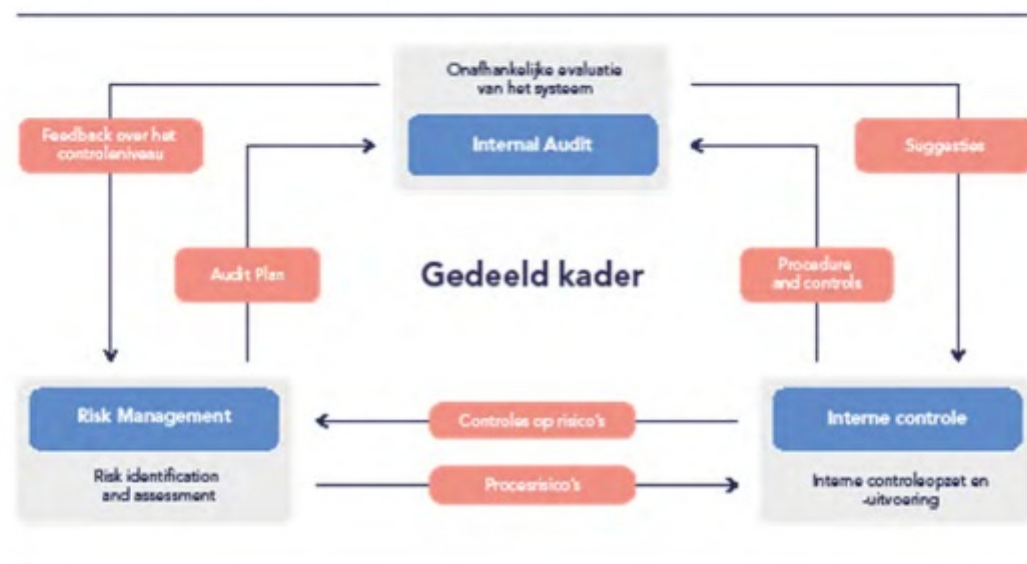 Onafhankelijke evaluatie
van het systeem
Internal Audit
Feedback over het
controleniveau
Suggesties
Audit Plan
Gedeeld kader
Procedure
and controls
Risk Management
Risk identification
and assessment
Controles op risico's
Procesrisico's
Interne controle
Interne controleopzet en
-uitvoering